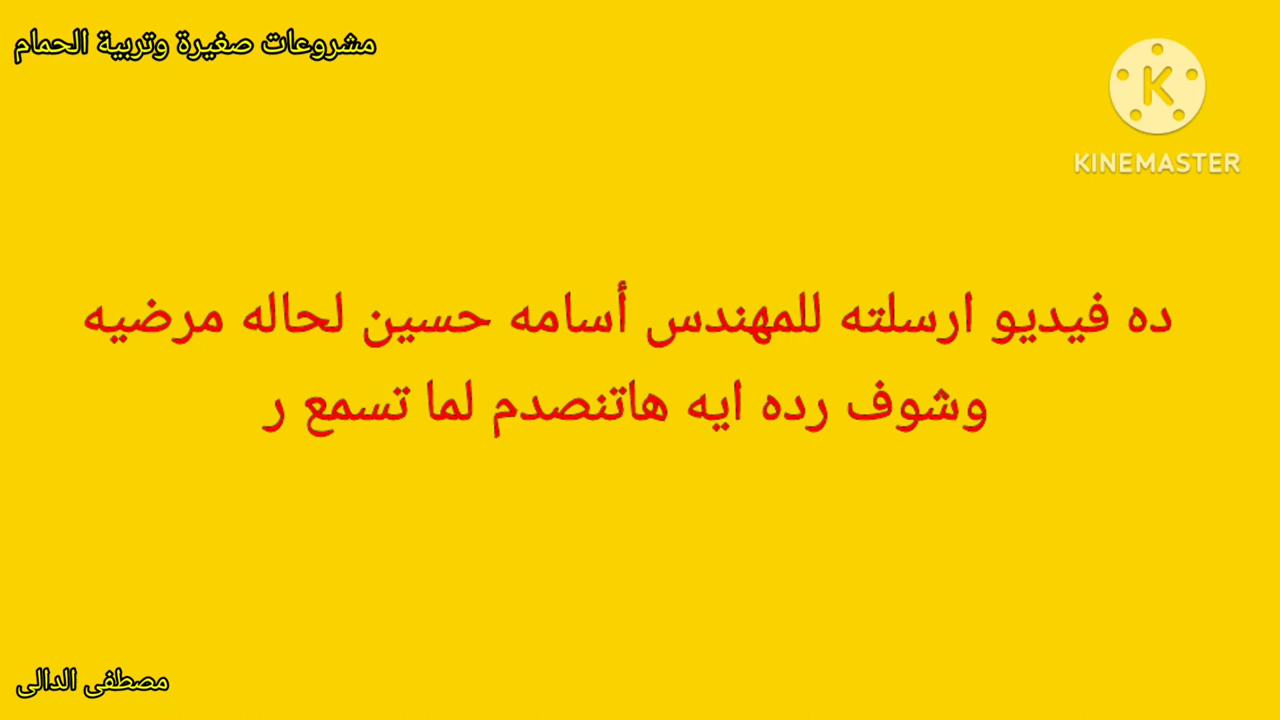 مشروعات صغيرة وتربية الحمام
KINEMASTER
ده فيديو ارسلته للمهندس أسامه حسين لحاله مرضيه
وشوف رده ايه هاتنصدم لما تسمع ر
مصطفى الدالى